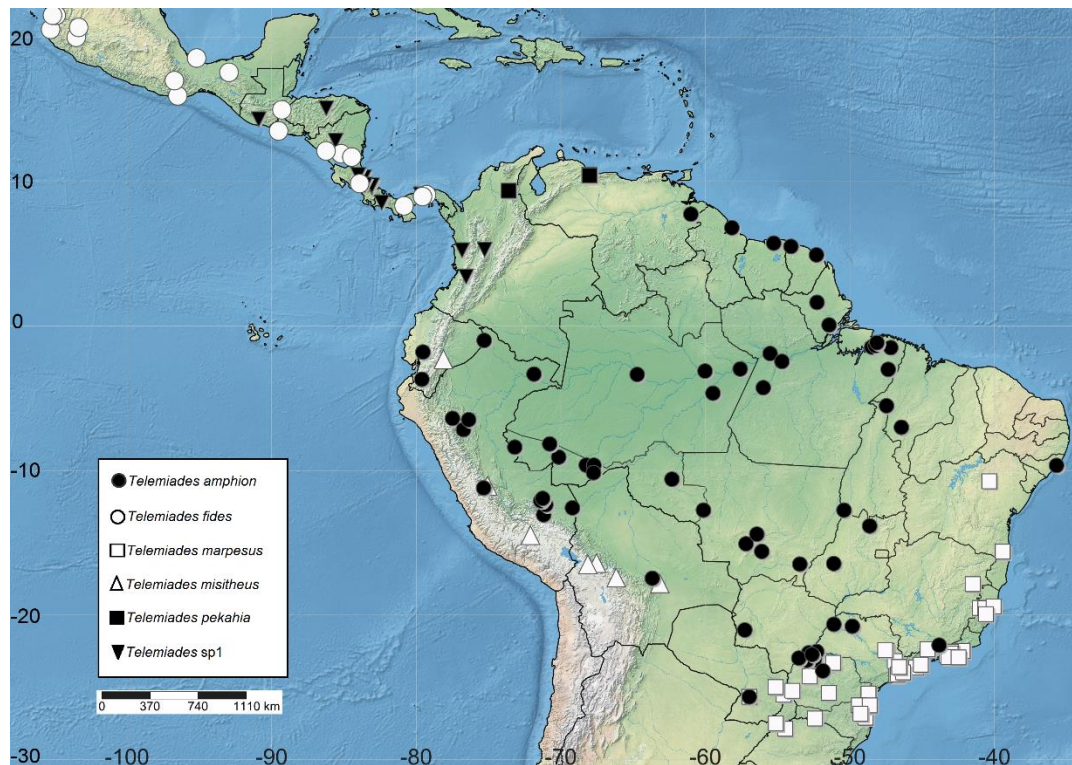 20
10
0
-10
Telemiades amphion
Telemiades fides
Telemiades marpesus
Telemiades misitheus
Telemiades pekahia
Telemiades sp1
-20
0 370 740 1110 km
-30 -100 -90 -80 -70 -60 -50 -40